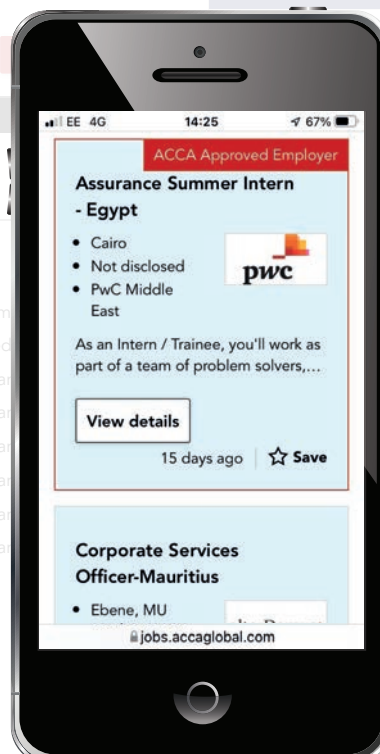 EE 4G 14:25 67%
ACCA Approved Employer
Assurance Summer Intern
- Egypt
• Cairo
• Not disclosed
• PwC Middle
East
pwc
As an Intern / Trainee, you'll work as
part of a team of problem solvers,...
View details
15 days ago Save
Corporate Services
Officer-Mauritius
• Ebene, MU
jobs.accaglobal.com